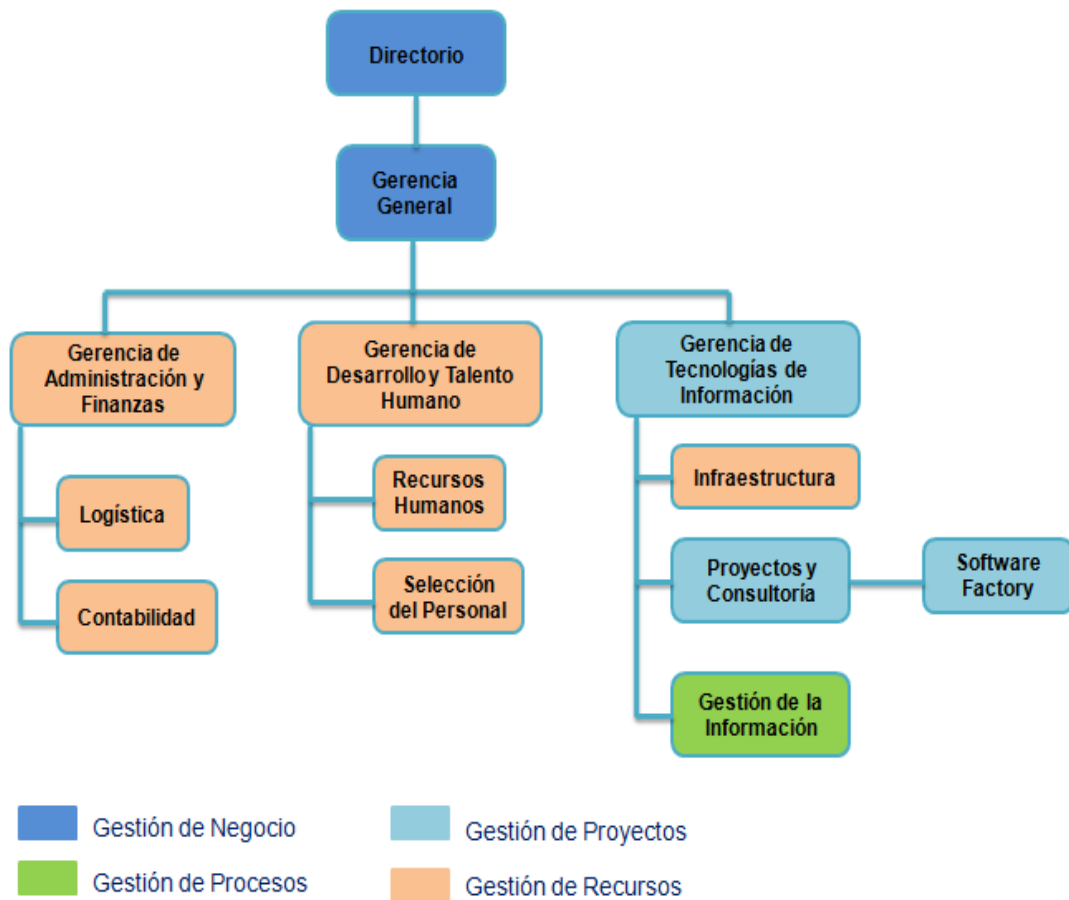 Directorio
Gerencia
General
Gerencia de
Administración y
Finanzas
Gerencia de
Desarrollo y Talento
Humano
Gerencia de
Tecnologías de
Información
Logística
Contabilidad
Recursos
Humanos
Selección
del Personal
Infraestructura
Proyectos y
Consultoría
Software
Factory
Gestión de la
Información
Gestión de Negocio
Gestión de Proyectos
Gestión de Procesos
Gestión de Recursos